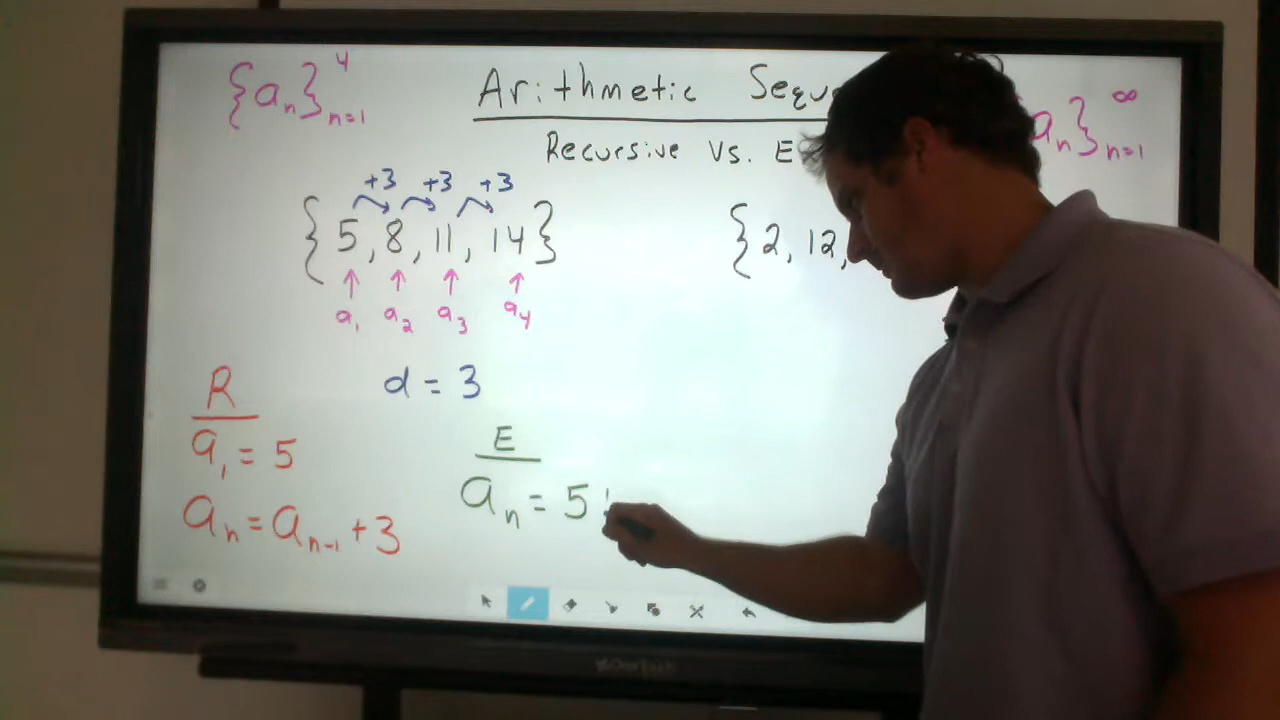 {aₙ}⁴ₙ₌₁
Arithmetic
aₙ}^∞ₙ₌₁
Recursive Vs. E
+3 +3 +3
{5, 8, 11, 14}
{2, 12,
a₁ a₂ a₃ a₄
d = 3
R
a₁ = 5
aₙ = aₙ₋₁ + 3
E
aₙ = 5